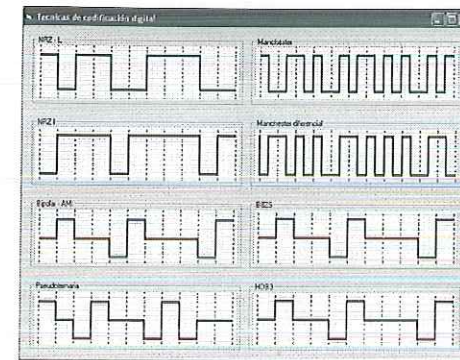 Tecnicas de codificación digital
NRZ - L
Manchester
NRZ I
Manchester diferencial
Bipolar - AMI
B8ZS
Pseudoternaria
HDB3